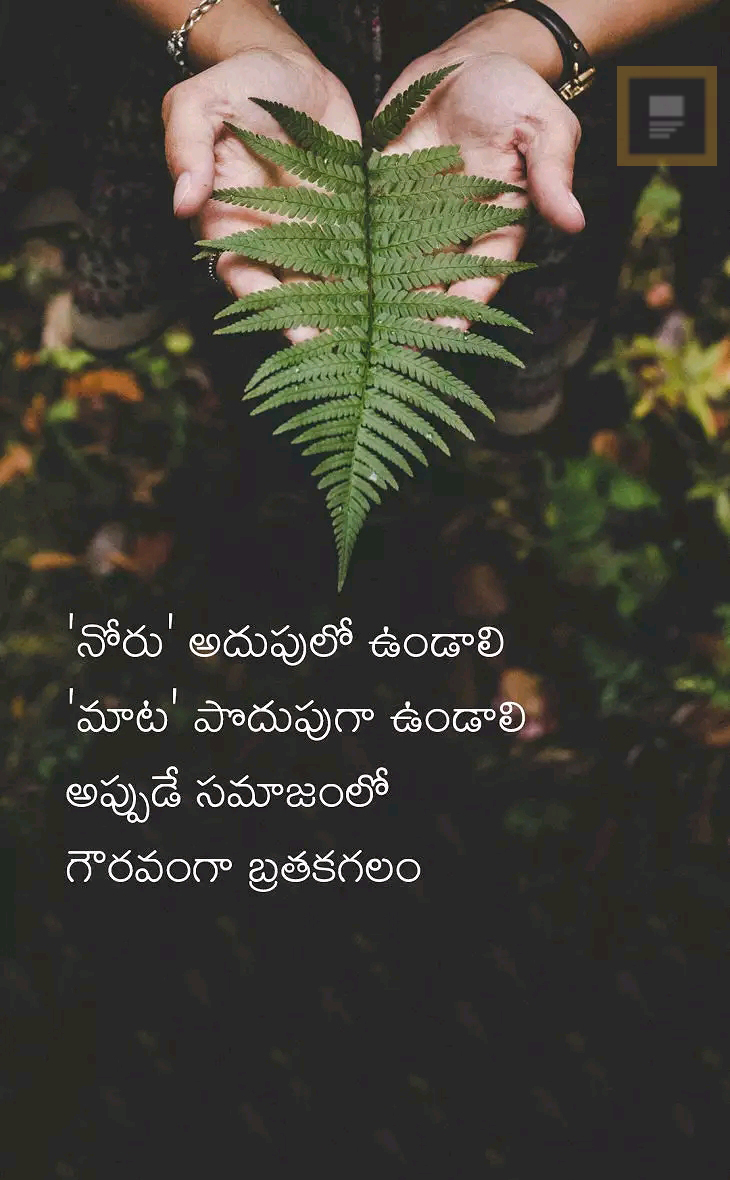 'నోరు' అదుపులో ఉండాలి
'మాట' పొదుపుగా ఉండాలి
అప్పుడే సమాజంలో
గౌరవంగా బ్రతకగలం